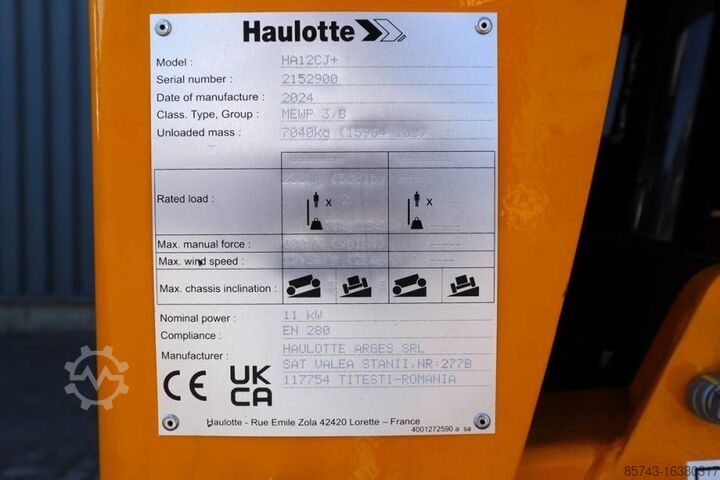 Haulotte
Model : HA12CJ+
Serial number : 2152900
Date of manufacture : 2024
Class. Type, Group : MEWP 3,B
Unloaded mass : 7040kg
Rated load :
x 2
x
Max. manual force : -----
Max. wind speed : -----
Max. chassis inclination :
Nominal power : 11 kW
Compliance : EN 280
Manufacturer : HAULOTTE ARGES SRL
SAT VALEA STANII,NR:277B
117754 TITESTI-ROMANIA
CE UK CA
Haulotte - Rue Emile Zola 42420 Lorette – France
4001272590 a sa
85743-16380317